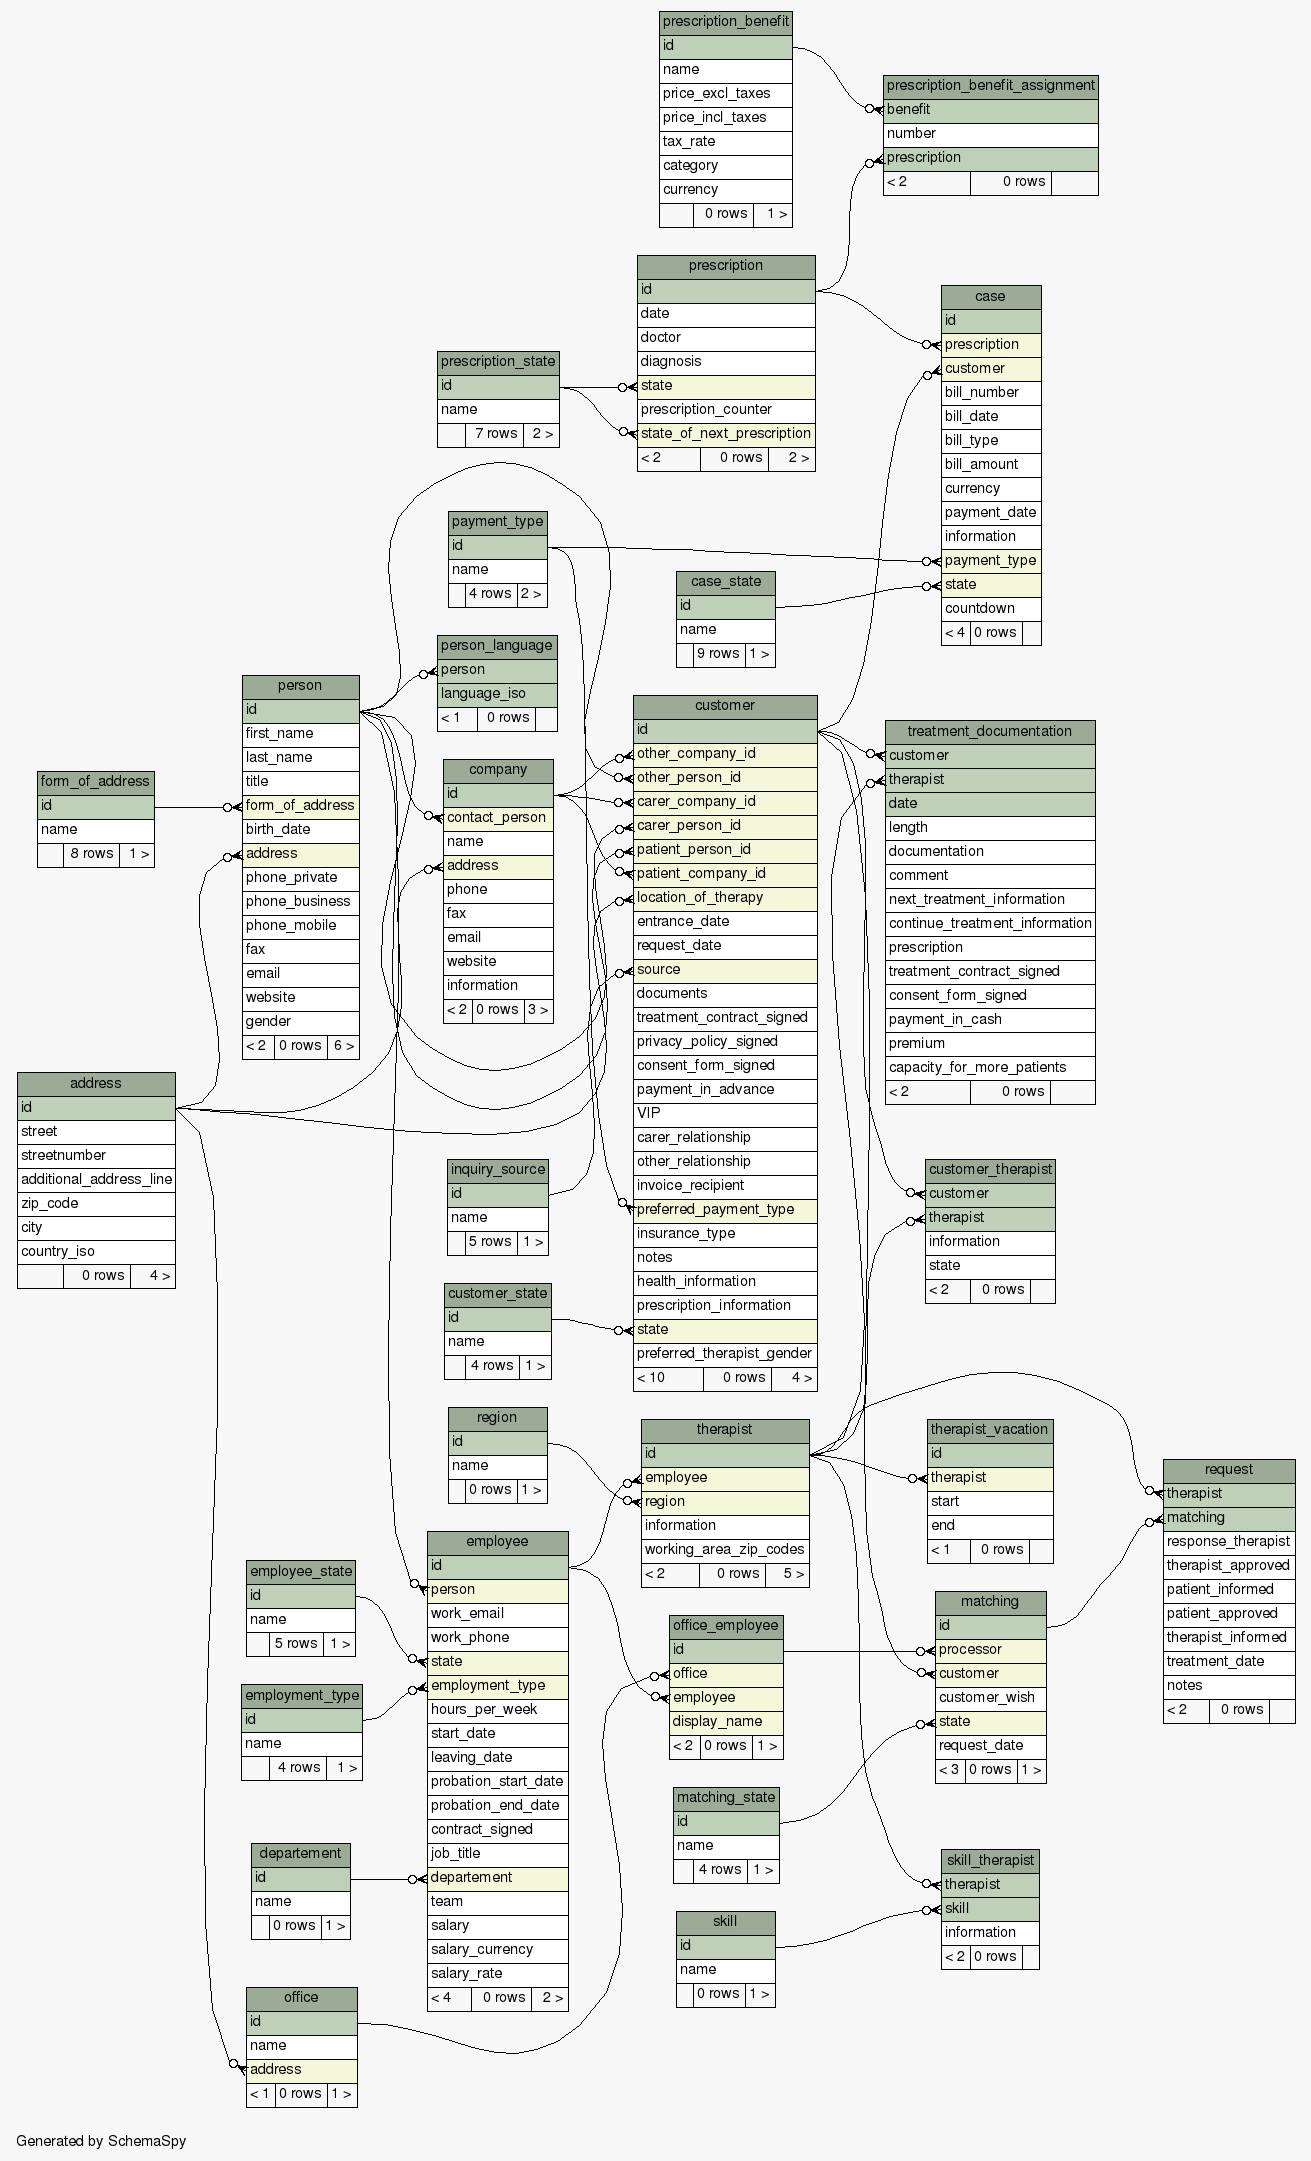 prescription_benefit
id
name
price_excl_taxes
price_incl_taxes
tax_rate
category
currency
0 rows 1 >
prescription_benefit_assignment
benefit
number
prescription
< 2 0 rows
prescription
id
date
doctor
diagnosis
state
prescription_counter
state_of_next_prescription
< 2 0 rows 2 >
case
id
prescription
customer
bill_number
bill_date
bill_type
bill_amount
currency
payment_date
information
payment_type
state
countdown
< 4 0 rows
prescription_state
id
name
7 rows 2 >
payment_type
id
name
4 rows 2 >
case_state
id
name
9 rows 1 >
person_language
person
language_iso
< 1 0 rows
person
id
first_name
last_name
title
form_of_address
birth_date
address
phone_private
phone_business
phone_mobile
fax
email
website
gender
< 2 0 rows 6 >
form_of_address
id
name
8 rows 1 >
company
id
contact_person
name
address
phone
fax
email
website
information
< 2 0 rows 3 >
customer
id
other_company_id
other_person_id
carer_company_id
carer_person_id
patient_person_id
patient_company_id
location_of_therapy
entrance_date
request_date
source
documents
treatment_contract_signed
privacy_policy_signed
consent_form_signed
payment_in_advance
VIP
carer_relationship
other_relationship
invoice_recipient
preferred_payment_type
insurance_type
notes
health_information
prescription_information
state
preferred_therapist_gender
< 10 0 rows 4 >
treatment_documentation
customer
therapist
date
length
documentation
comment
next_treatment_information
continue_treatment_information
prescription
treatment_contract_signed
consent_form_signed
payment_in_cash
premium
capacity_for_more_patients
< 2 0 rows
address
id
street
streetnumber
additional_address_line
zip_code
city
country_iso
0 rows 4 >
inquiry_source
id
name
5 rows 1 >
customer_therapist
customer
therapist
information
state
< 2 0 rows
customer_state
id
name
4 rows 1 >
region
id
name
0 rows 1 >
therapist
id
employee
region
information
working_area_zip_codes
< 2 0 rows 5 >
therapist_vacation
id
therapist
start
end
< 1 0 rows
request
therapist
matching
response_therapist
therapist_approved
patient_informed
patient_approved
therapist_informed
treatment_date
notes
< 2 0 rows
employee
id
person
work_email
work_phone
state
employment_type
hours_per_week
start_date
leaving_date
probation_start_date
probation_end_date
contract_signed
job_title
departement
team
salary
salary_currency
salary_rate
< 4 0 rows 2 >
employee_state
id
name
5 rows 1 >
employment_type
id
name
4 rows 1 >
office_employee
id
office
employee
display_name
< 2 0 rows 1 >
matching
id
processor
customer
customer_wish
state
request_date
< 3 0 rows 1 >
matching_state
id
name
4 rows 1 >
departement
id
name
0 rows 1 >
skill_therapist
therapist
skill
information
< 2 0 rows
skill
id
name
0 rows 1 >
office
id
name
address
< 1 0 rows 1 >
Generated by SchemaSpy